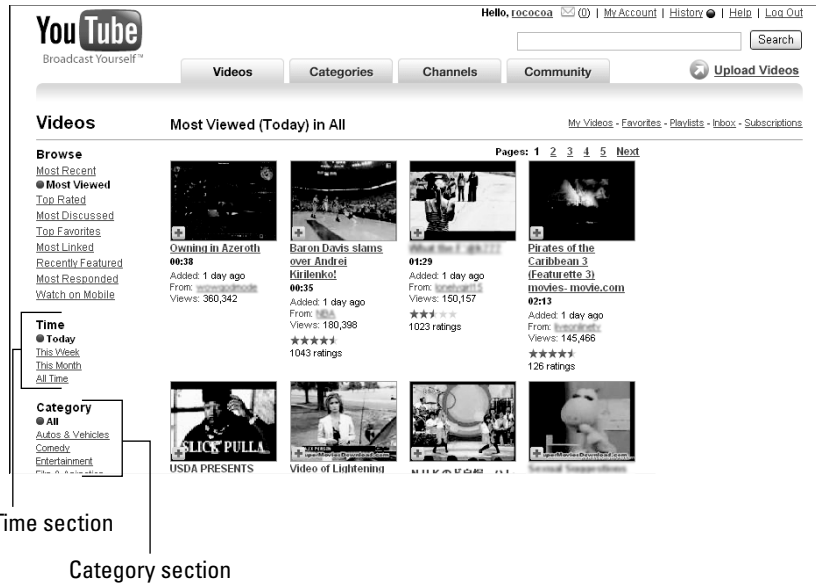 Hello, rococoa (0) | My Account | History | Help | Log Out
You Tube
Broadcast Yourself™
Search
Videos
Categories
Channels
Community
Upload Videos
Videos
Most Viewed (Today) in All
My Videos - Favorites - Playlists - Inbox - Subscriptions
Pages: 1 2 3 4 5 Next
Browse
Most Recent
Most Viewed
Top Rated
Most Discussed
Top Favorites
Most Linked
Recently Featured
Most Responded
Watch on Mobile
Time
Today
This Week
This Month
All Time
Category
All
Autos & Vehicles
Comedy
Entertainment
Film & Animation
Owning in Azeroth
00:38
Added: 1 day ago
From:
Views: 360,342
Baron Davis slams
over Andrei
Kirilenko!
00:35
Added: 1 day ago
From: NBA
Views: 180,398
1043 ratings
01:29
Added: 1 day ago
From:
Views: 150,157
1023 ratings
Pirates of the
Caribbean 3
(Featurette 3)
movies- movie.com
02:13
Added: 1 day ago
From:
Views: 145,466
126 ratings
SLICK PULLA
USDA PRESENTS
Video of Lightening
Time section
Category section